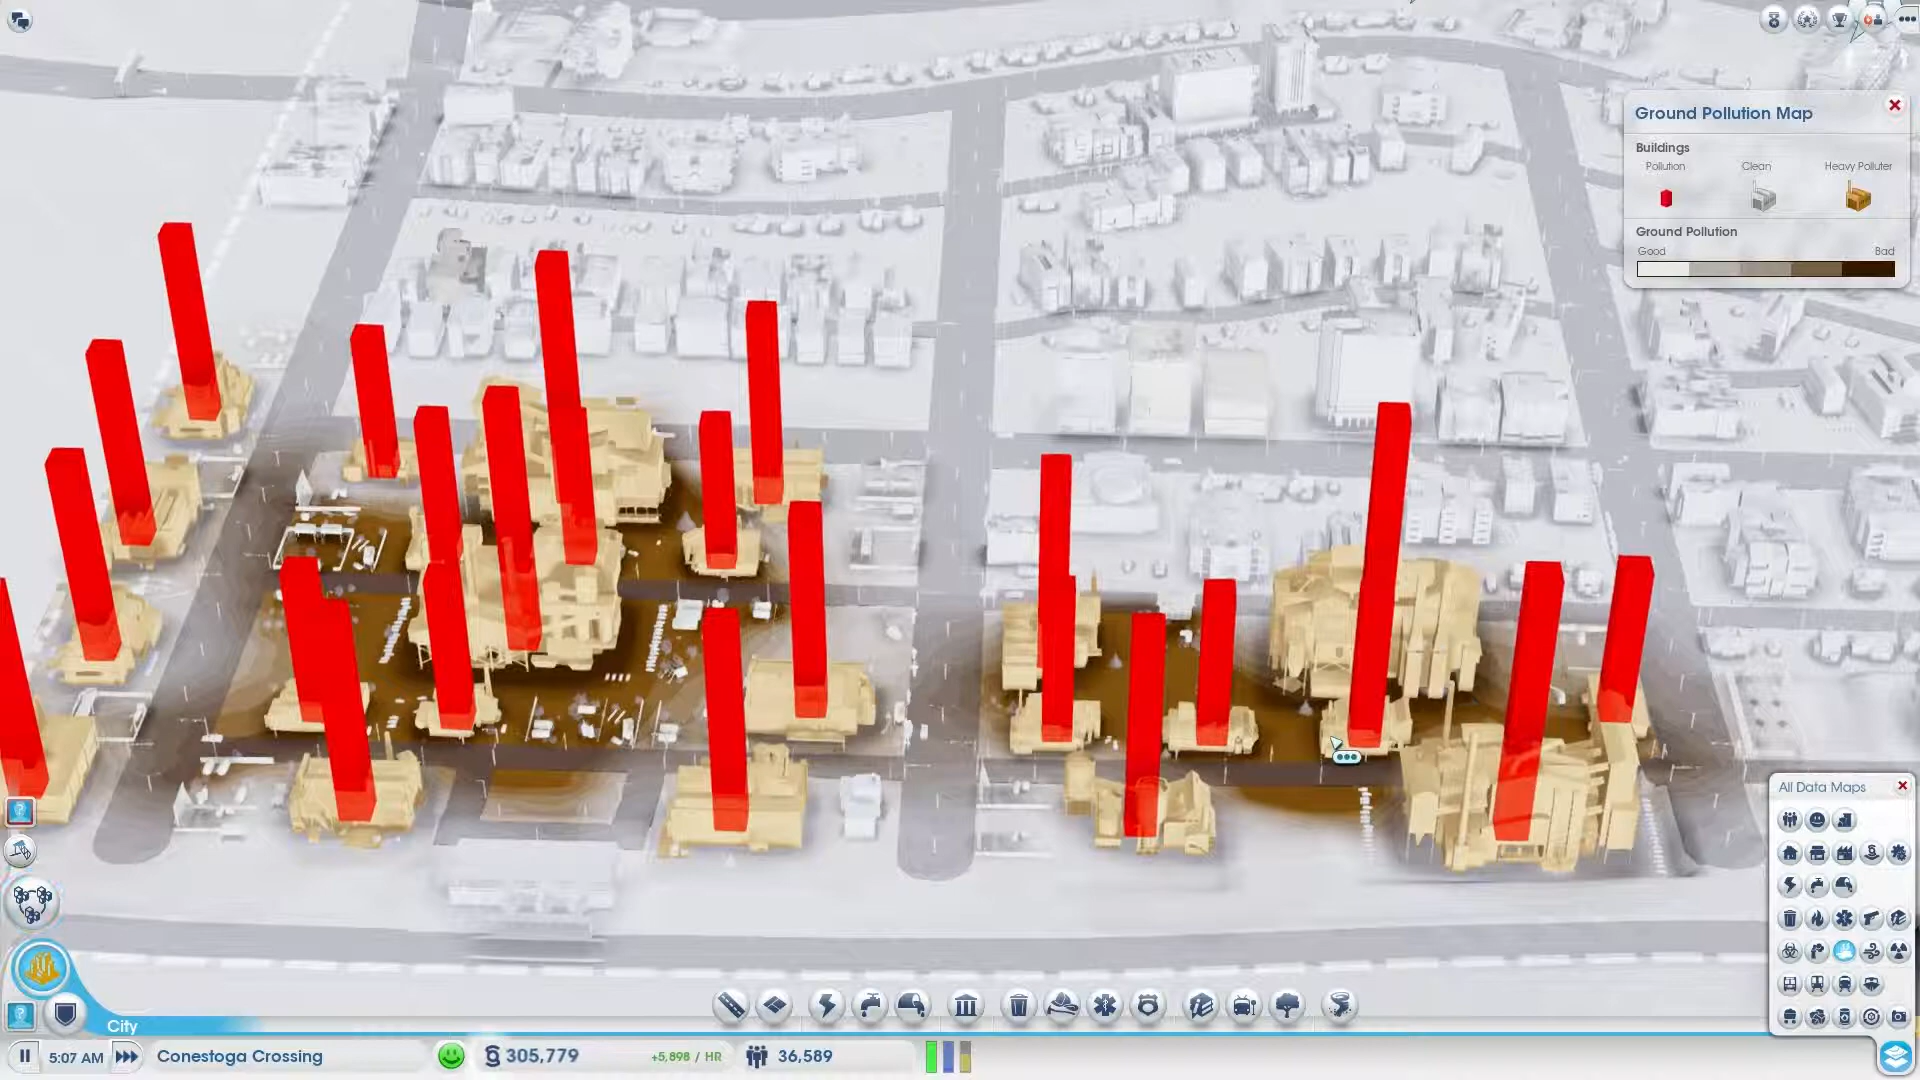 Ground Pollution Map
Buildings
Pollution Clean Heavy Polluter
Ground Pollution
Good Bad
All Data Maps
City
5:07 AM Conestoga Crossing 305,779 +5,898 / HR 36,589